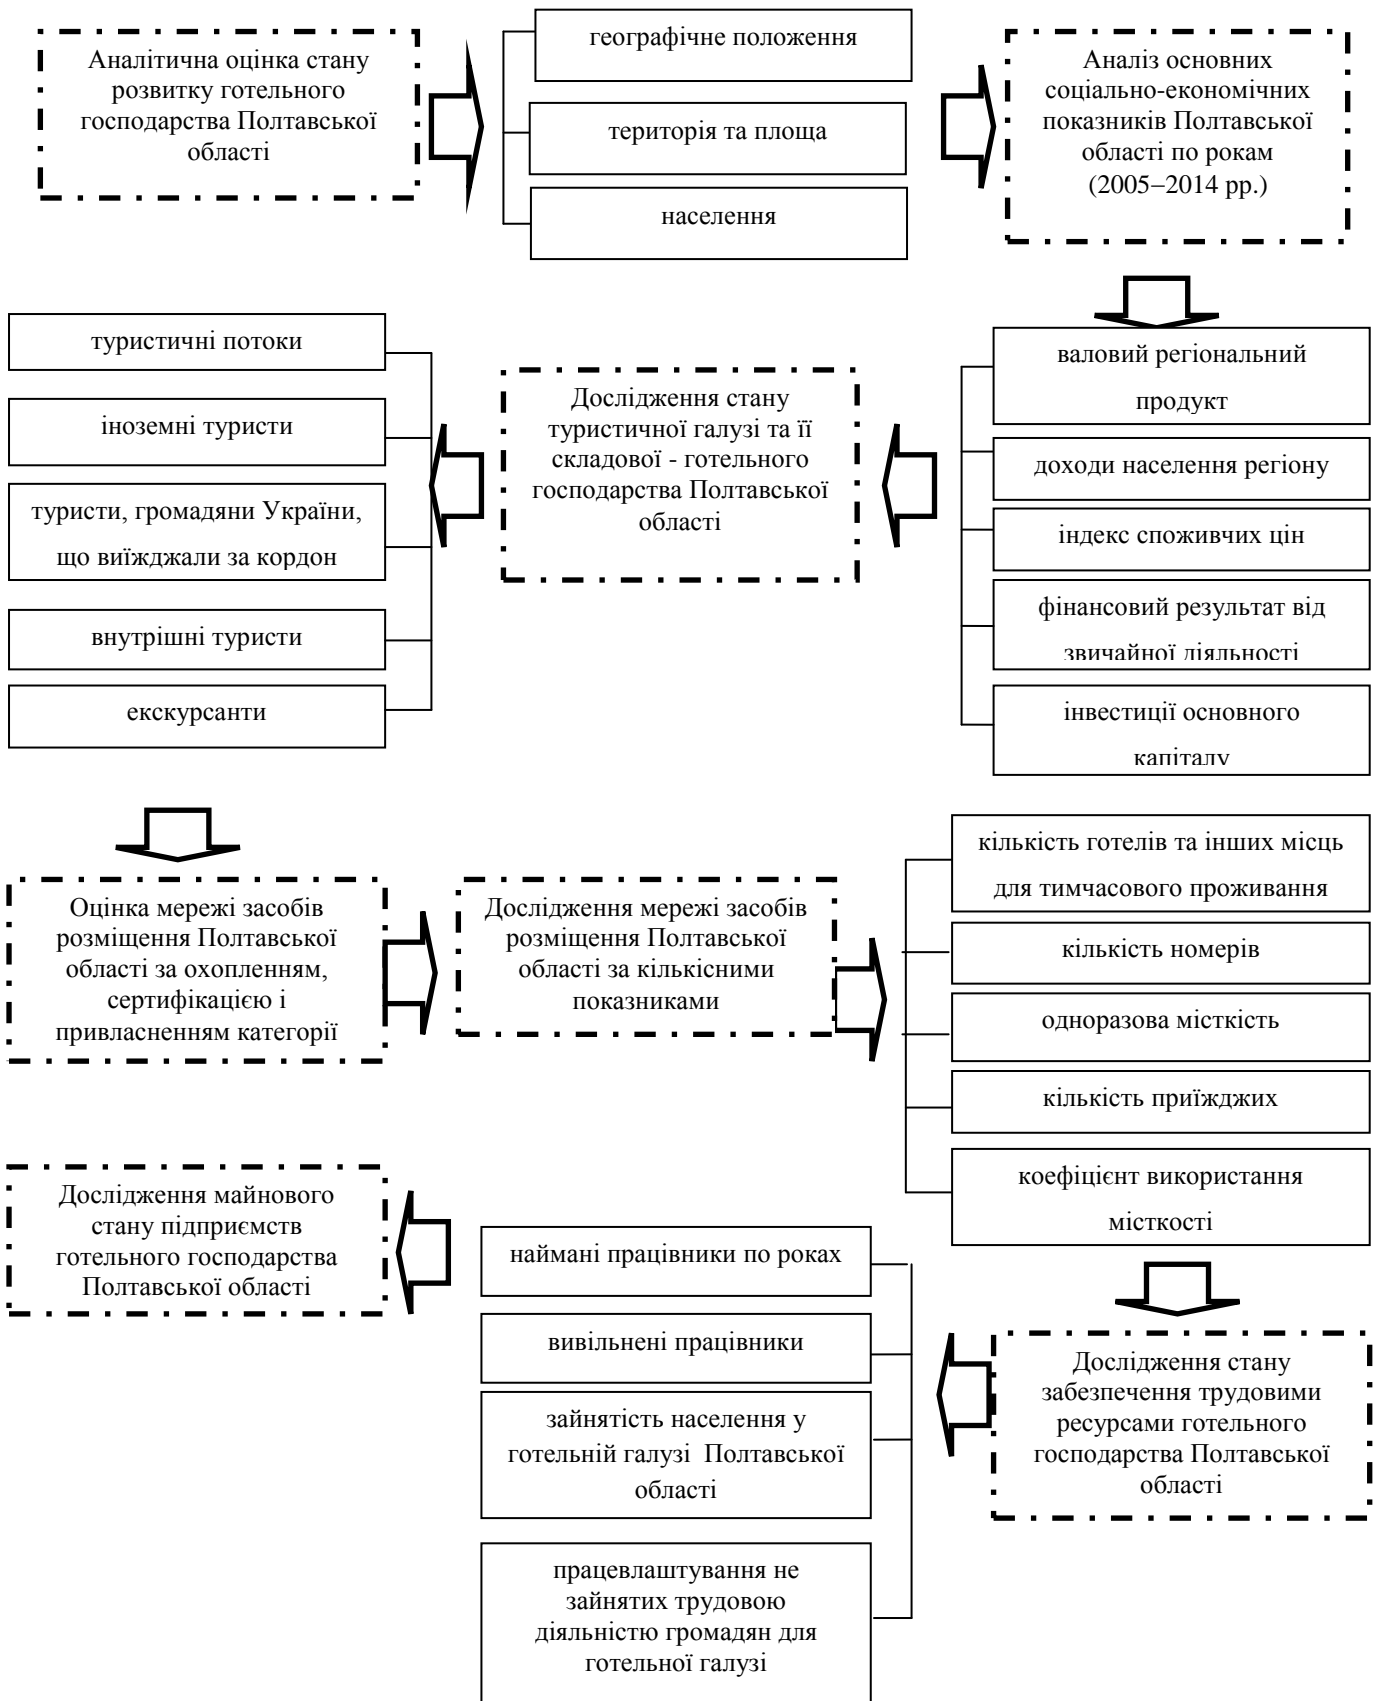 Аналітична оцінка стану
розвитку готельного
господарства Полтавської
області
географічне положення
територія та площа
населення
Аналіз основних
соціально-економічних
показників Полтавської
області по рокам
(2005–2014 рр.)
валовий регіональний
продукт
доходи населення регіону
індекс споживчих цін
фінансовий результат від
звичайної діяльності
інвестиції основного
капіталу
Дослідження стану
туристичної галузі та її
складової - готельного
господарства Полтавської
області
туристичні потоки
іноземні туристи
туристи, громадяни України,
що виїжджали за кордон
внутрішні туристи
екскурсанти
Оцінка мережі засобів
розміщення Полтавської
області за охопленням,
сертифікацією і
привласненням категорії
Дослідження мережі засобів
розміщення Полтавської
області за кількісними
показниками
кількість готелів та інших місць
для тимчасового проживання
кількість номерів
одноразова місткість
кількість приїжджих
коефіцієнт використання
місткості
Дослідження стану
забезпечення трудовими
ресурсами готельного
господарства Полтавської
області
наймані працівники по роках
вивільнені працівники
зайнятість населення у
готельній галузі Полтавської
області
працевлаштування не
зайнятих трудовою
діяльністю громадян для
готельної галузі
Дослідження майнового
стану підприємств
готельного господарства
Полтавської області